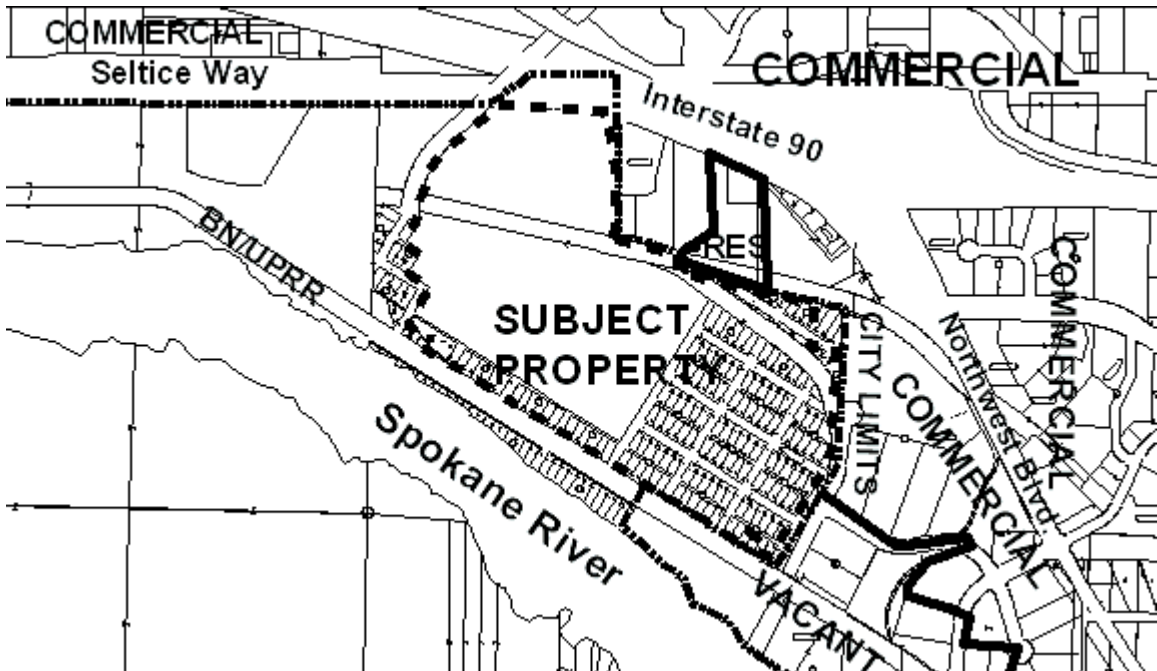 COMMERCIAL
Seltice Way
COMMERCIAL
Interstate 90
BN/UPRR
RES
SUBJECT
PROPERTY
CITY LIMITS
Northwest Blvd.
COMMERCIAL
COMMERCIAL
Spokane River
VACANT